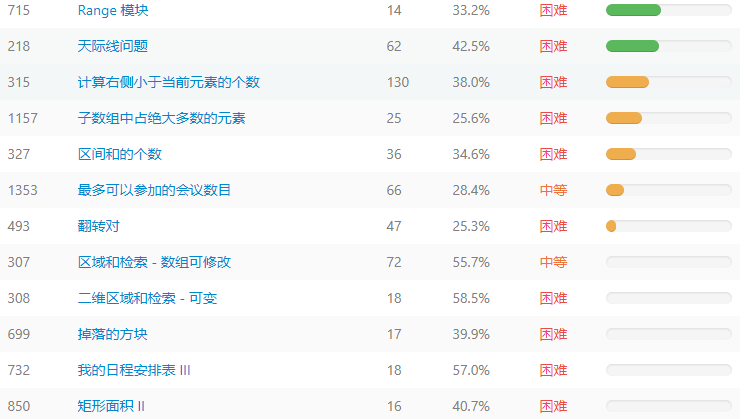 715 Range 模块 14 33.2% 困难
218 天际线问题 62 42.5% 困难
315 计算右侧小于当前元素的个数 130 38.0% 困难
1157 子数组中占绝大多数的元素 25 25.6% 困难
327 区间和的个数 36 34.6% 困难
1353 最多可以参加的会议数目 66 28.4% 中等
493 翻转对 47 25.3% 困难
307 区域和检索 - 数组可修改 72 55.7% 中等
308 二维区域和检索 - 可变 18 58.5% 困难
699 掉落的方块 17 39.9% 困难
732 我的日程安排表 III 18 57.0% 困难
850 矩形面积 II 16 40.7% 困难